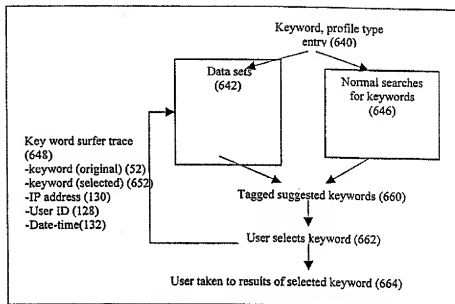 Keyword, profile type
entry (640)
Data sets
(642)
Normal searches
for keywords
(646)
Key word surfer trace
(648)
-keyword (original) (52)
-keyword (selected) (652)
-IP address (130)
-User ID (128)
-Date-time(132)
Tagged suggested keywords (660)
User selects keyword (662)
User taken to results of selected keyword (664)